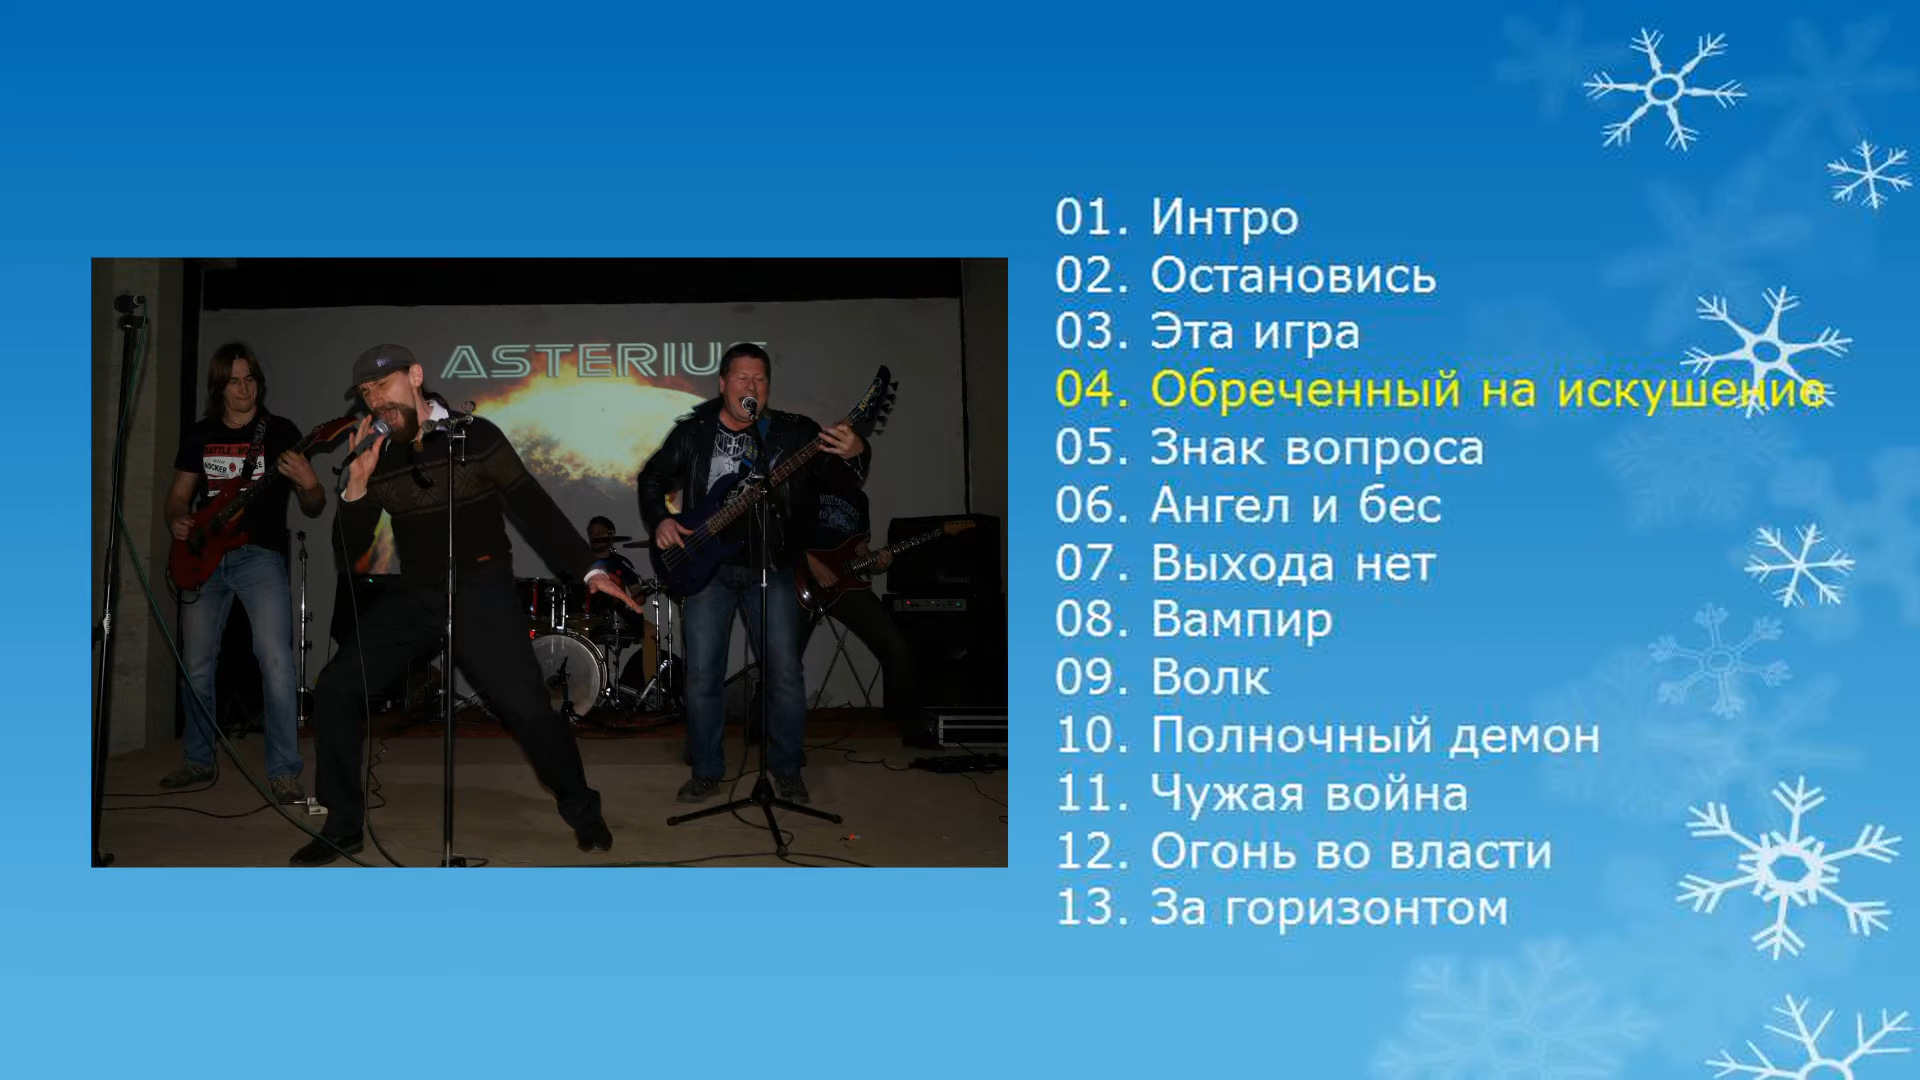 ASTERIUS
01. Интро
02. Остановись
03. Эта игра
04. Обреченный на искушение
05. Знак вопроса
06. Ангел и бес
07. Выхода нет
08. Вампир
09. Волк
10. Полночный демон
11. Чужая война
12. Огонь во власти
13. За горизонтом